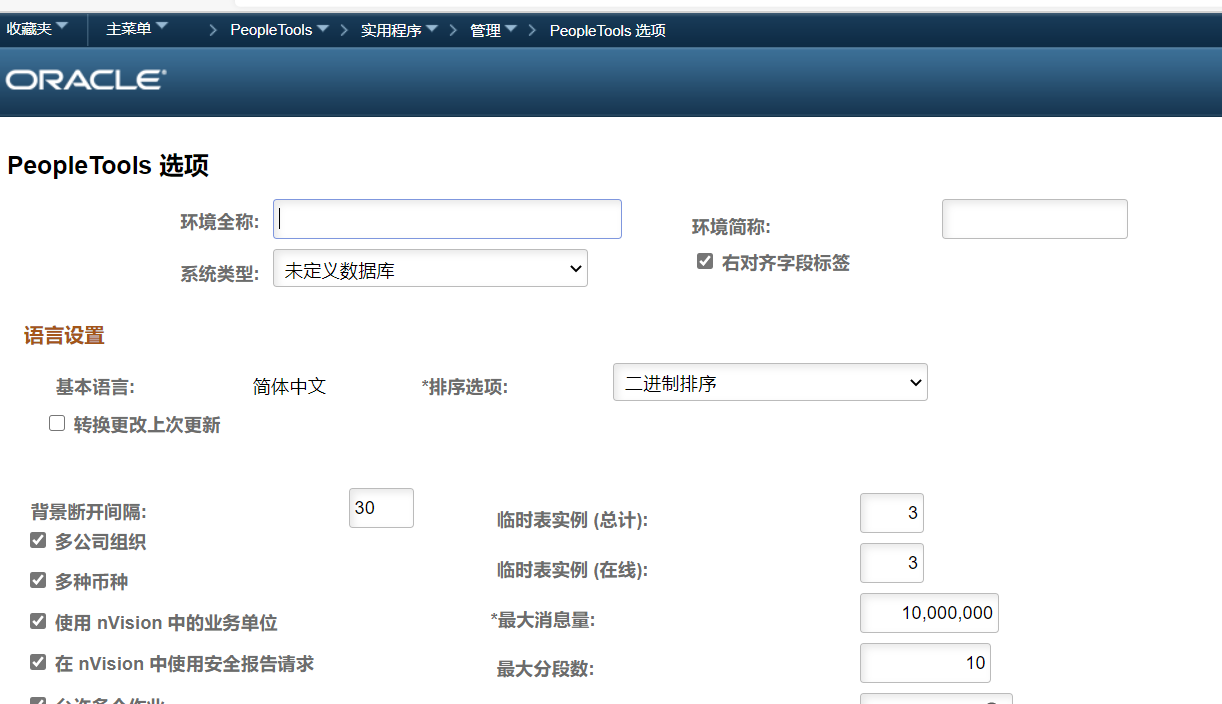 收藏夹 主菜单 PeopleTools 实用程序 管理 PeopleTools 选项
ORACLE
PeopleTools 选项
环境全称: 环境简称:
系统类型: 未定义数据库 右对齐字段标签
语言设置
基本语言: 简体中文 *排序选项: 二进制排序
转换更改上次更新
背景断开间隔: 30 临时表实例 (总计): 3
多公司组织
多种币种 临时表实例 (在线): 3
使用 nVision 中的业务单位 *最大消息量: 10,000,000
在 nVision 中使用安全报告请求 最大分段数: 10